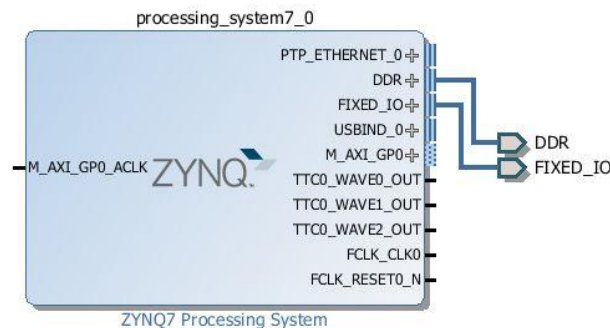 processing_system7_0
PTP_ETHERNET_0
DDR
FIXED_IO
USBIND_0
M_AXI_GP0
M_AXI_GP0_ACLK
ZYNQ
TTC0_WAVE0_OUT
TTC0_WAVE1_OUT
TTC0_WAVE2_OUT
FCLK_CLK0
FCLK_RESET0_N
DDR
FIXED_IO
ZYNQ7 Processing System